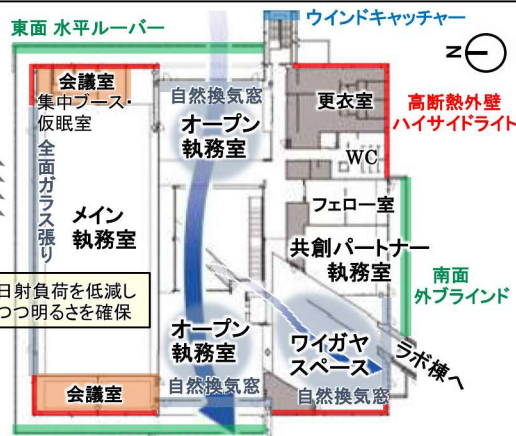 東面 水平ルーバー
ウインドキャッチャー
N
会議室
集中ブース・
仮眠室
自然換気窓
オープン
執務室
更衣室
高断熱外壁
ハイサイドライト
WC
全面ガラス張り
メイン
執務室
フェロー室
共創パートナー
執務室
日射負荷を低減し
つつ明るさを確保
南面
外ブラインド
オープン
執務室
自然換気窓
ワイガヤ
スペース
自然換気窓
ラボ棟へ
会議室